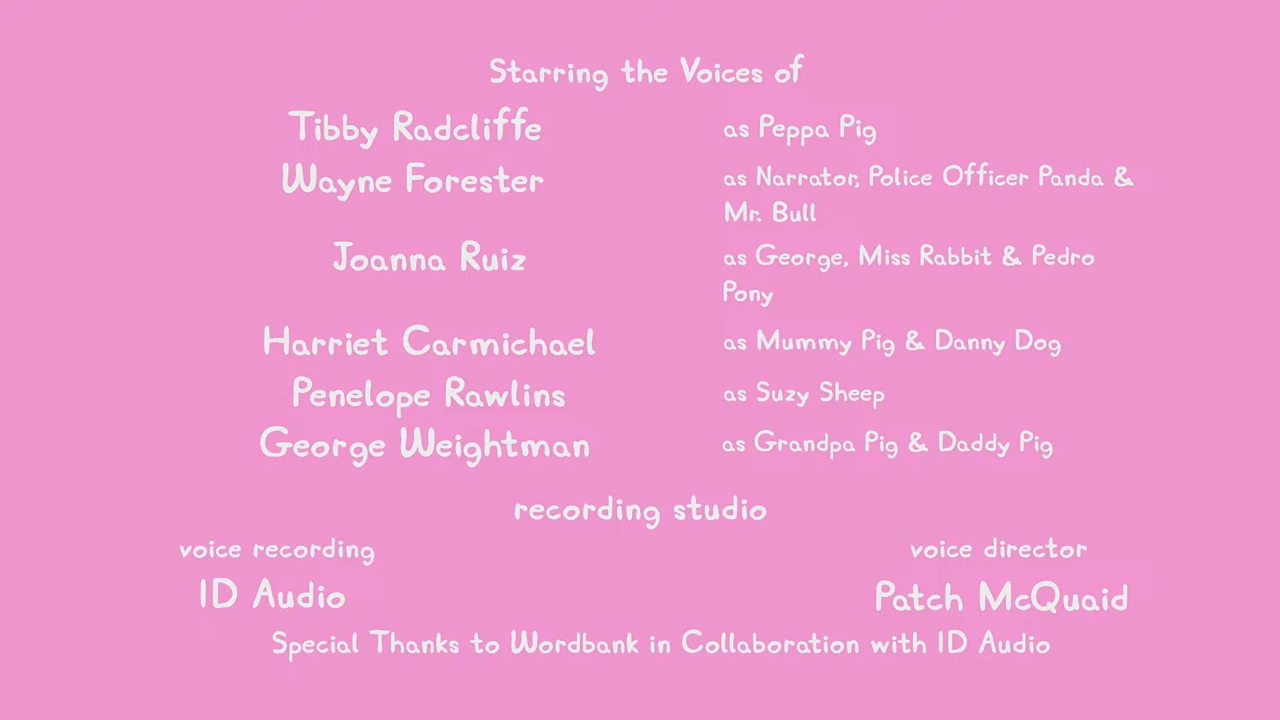 Starring the Voices of
Tibby Radcliffe as Peppa Pig
Wayne Forester as Narrator, Police Officer Panda &
Mr. Bull
Joanna Ruiz as George, Miss Rabbit & Pedro
Pony
Harriet Carmichael as Mummy Pig & Danny Dog
Penelope Rawlins as Suzy Sheep
George Weightman as Grandpa Pig & Daddy Pig
recording studio
voice recording voice director
ID Audio Patch McQuaid
Special Thanks to Wordbank in Collaboration with ID Audio